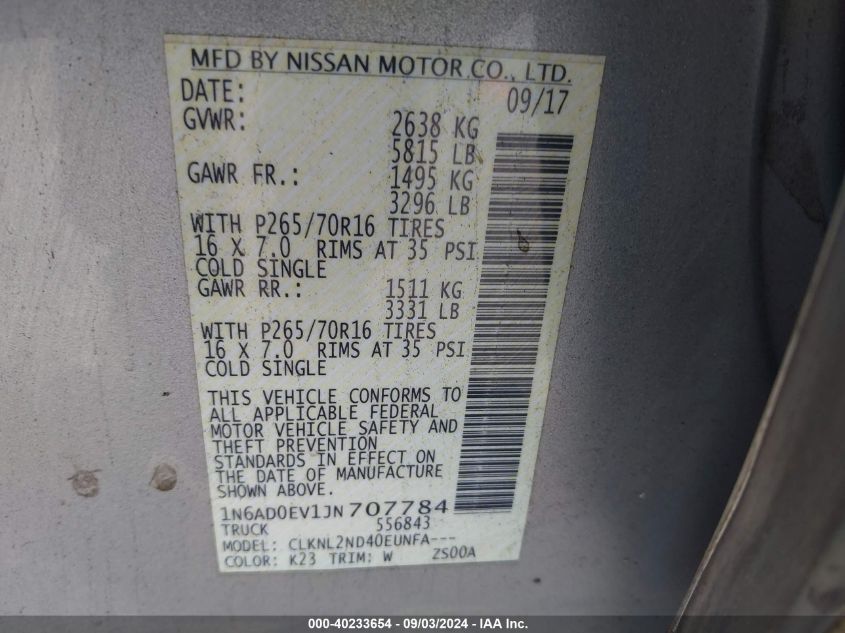 MFD BY NISSAN MOTOR CO., LTD.
DATE: 09/17
GVWR: 2638 KG
5815 LB
GAWR FR.: 1495 KG
3296 LB
WITH P265/70R16 TIRES
16 X 7.0 RIMS AT 35 PSI
COLD SINGLE
GAWR RR.: 1511 KG
3331 LB
WITH P265/70R16 TIRES
16 X 7.0 RIMS AT 35 PSI
COLD SINGLE
THIS VEHICLE CONFORMS TO
ALL APPLICABLE FEDERAL
MOTOR VEHICLE SAFETY AND
THEFT PREVENTION
STANDARDS IN EFFECT ON
THE DATE OF MANUFACTURE
SHOWN ABOVE.
1N6AD0EV1JN707784
TRUCK 556843
MODEL: CLKNL2ND40EUNFA---
COLOR: K23 TRIM: W ZS00A
000-40233654 - 09/03/2024 - IAA Inc.